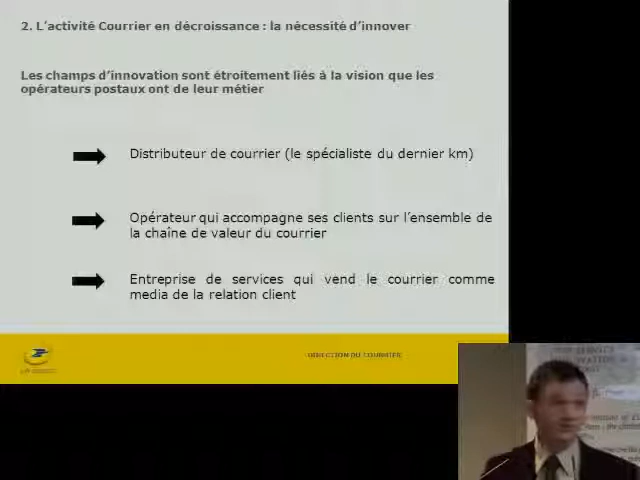 2. L’activité Courrier en décroissance : la nécessité d’innover
Les champs d’innovation sont étroitement liés à la vision que les
opérateurs postaux ont de leur métier
Distributeur de courrier (le spécialiste du dernier km)
Opérateur qui accompagne ses clients sur l’ensemble de
la chaîne de valeur du courrier
Entreprise de services qui vend le courrier comme
media de la relation client
DIRECTION DU COURRIER